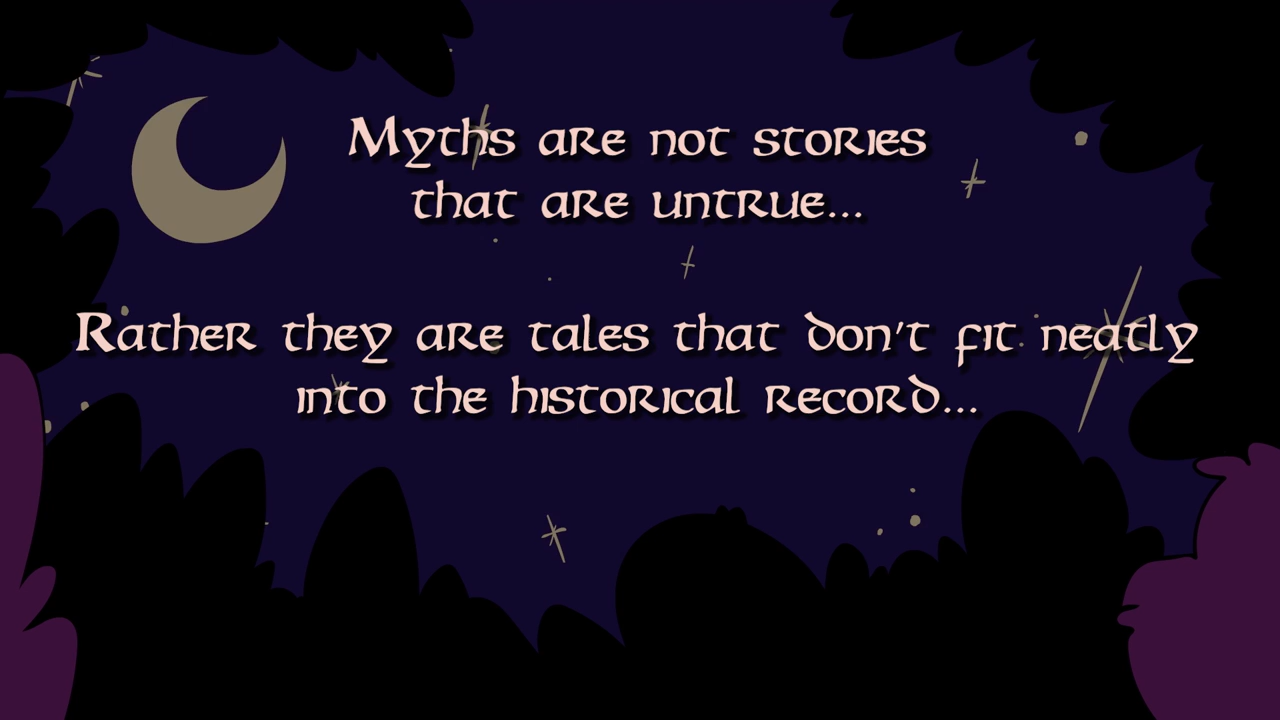 Myths are not stories
that are untrue...
Rather they are tales that don't fit neatly
into the historical record...